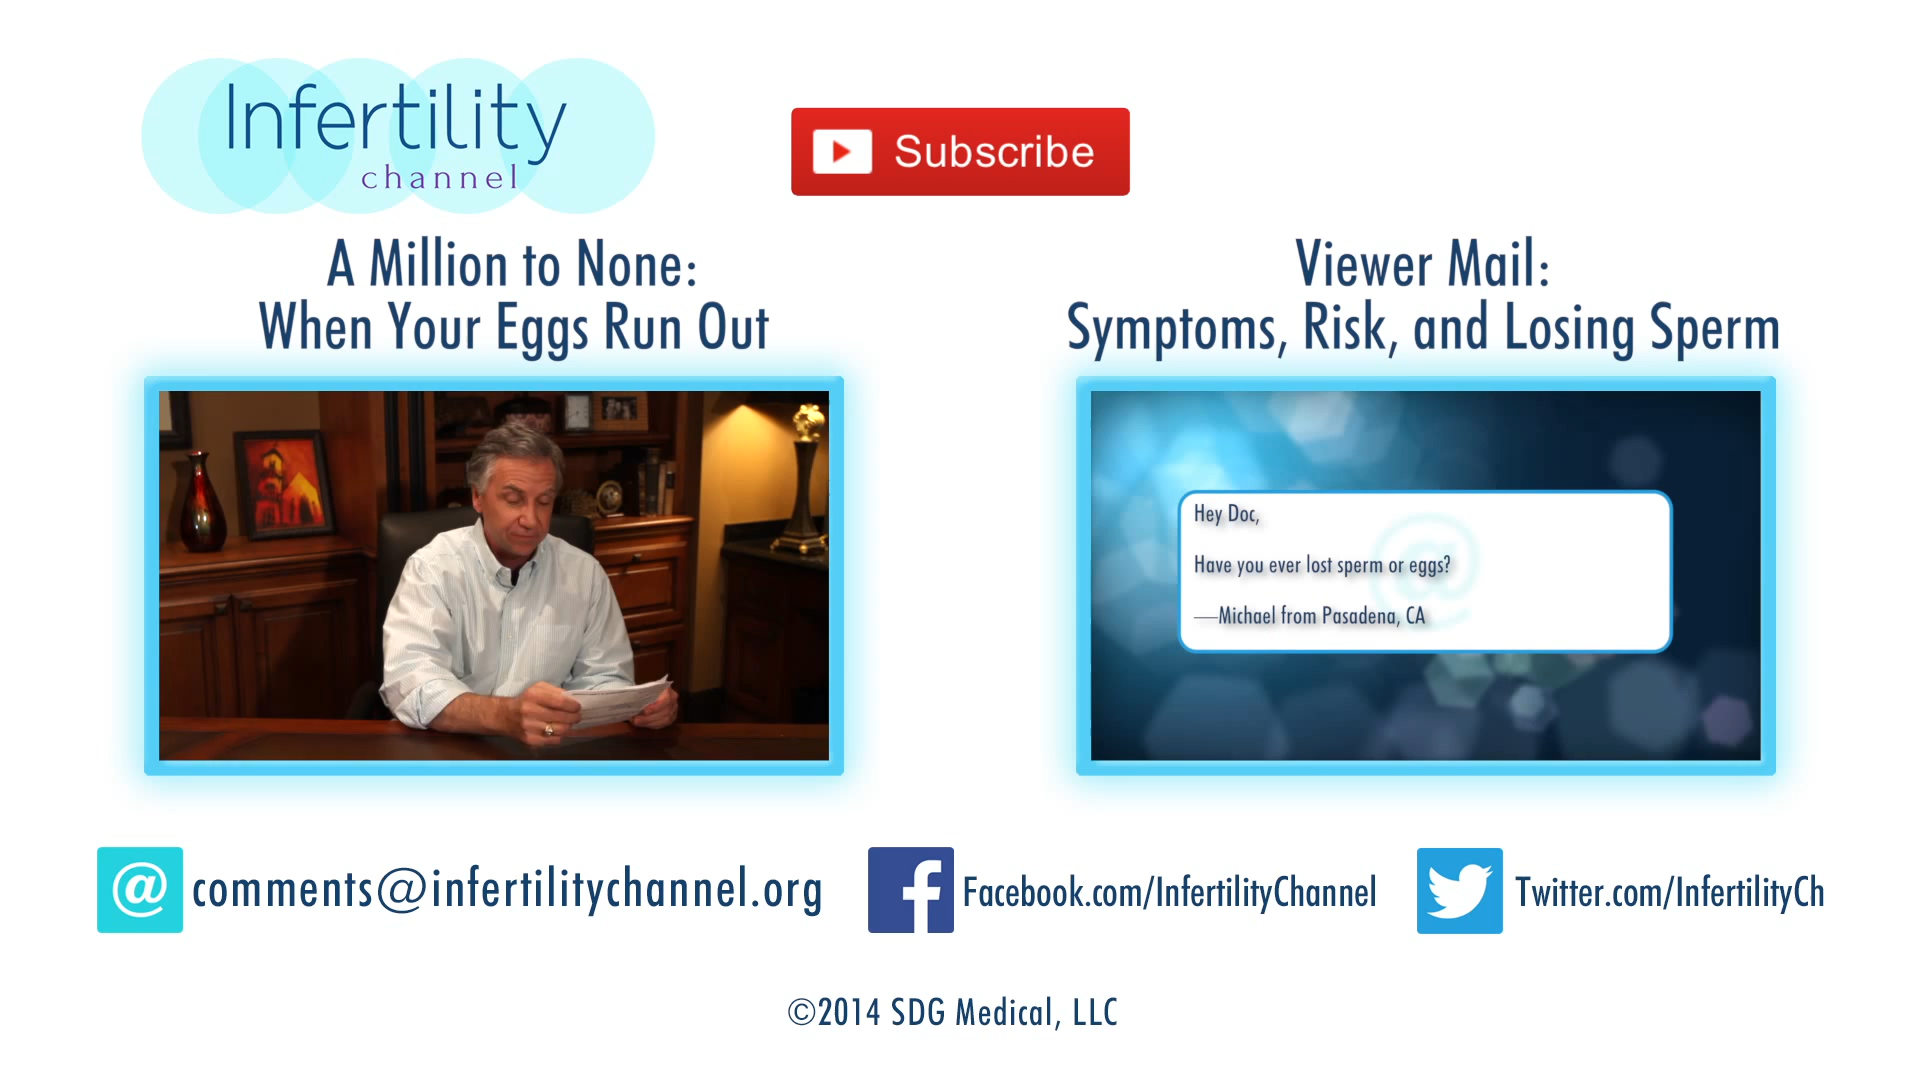 Infertility
channel
Subscribe
A Million to None:
When Your Eggs Run Out
Viewer Mail:
Symptoms, Risk, and Losing Sperm
Hey Doc,
Have you ever lost sperm or eggs?
—Michael from Pasadena, CA
@
@ comments@infertilitychannel.org
f Facebook.com/InfertilityChannel
Twitter.com/InfertilityCh
©2014 SDG Medical, LLC